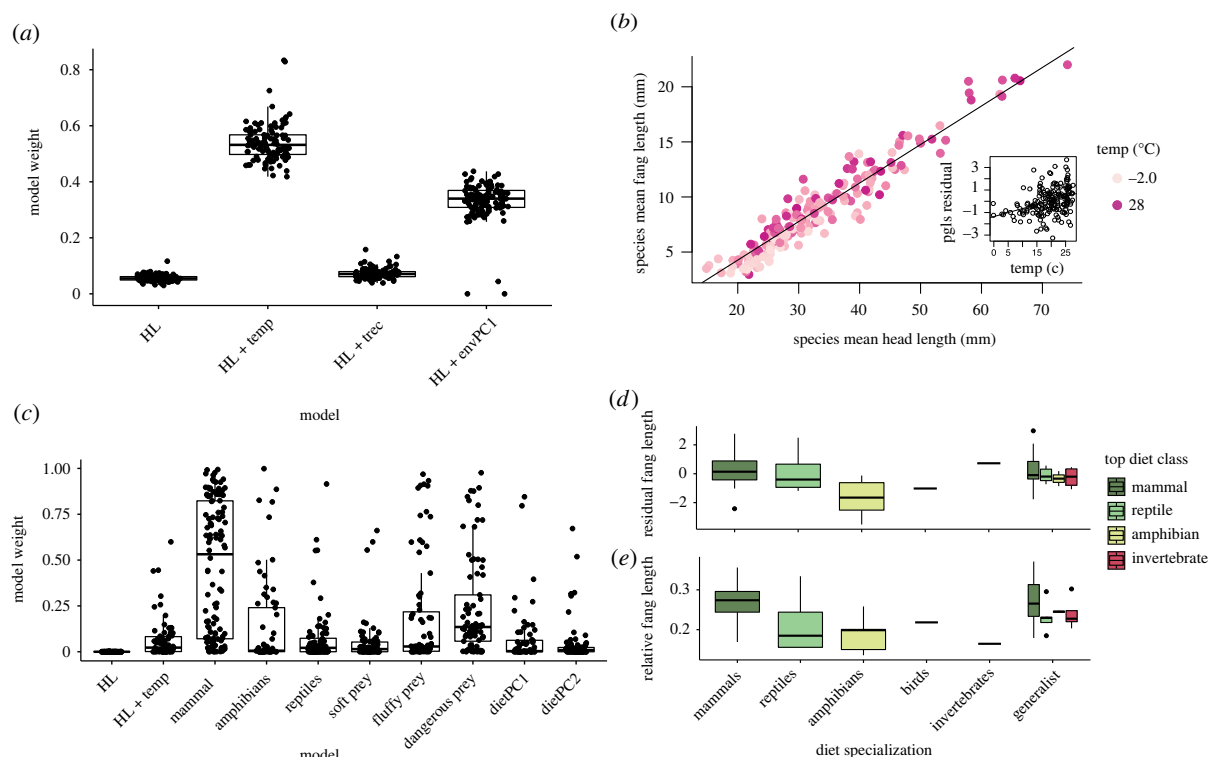 (a)
model weight
0.8
0.6
0.4
0.2
0
HL
HL + temp
HL + trec
HL + envPC1
model
(b)
species mean fang length (mm)
20
15
10
5
20 30 40 50 60 70
species mean head length (mm)
pgls residual
3
1
−1
−3
0 5 10 15 20 25
temp (c)
temp (°C)
−2.0
28
(c)
model weight
1.00
0.75
0.50
0.25
0
HL
HL + temp
mammal
amphibians
reptiles
soft prey
fluffy prey
dangerous prey
dietPC1
dietPC2
model
(d)
residual fang length
2
0
−2
(e)
relative fang length
0.3
0.2
mammals
reptiles
amphibians
birds
invertebrates
generalist
diet specialization
top diet class
mammal
reptile
amphibian
invertebrate